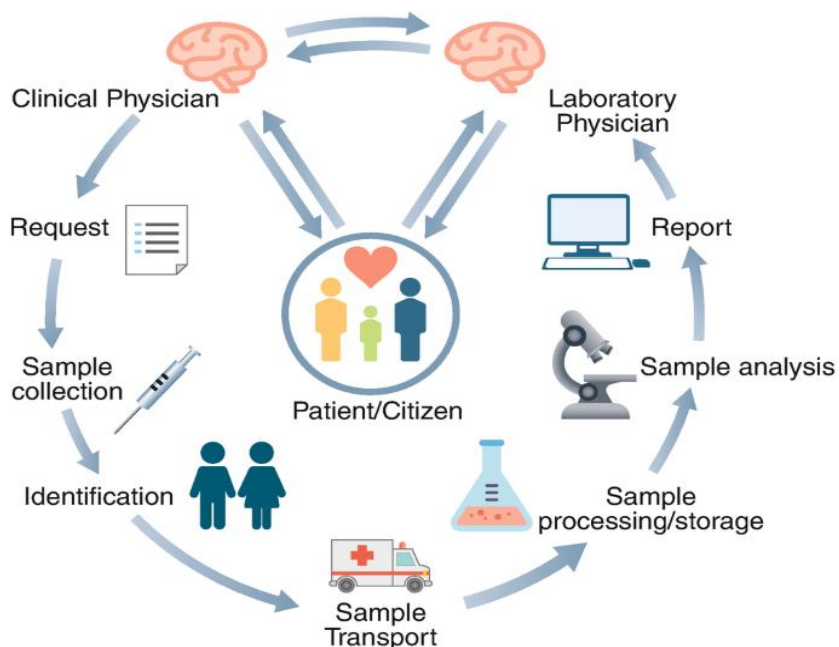 Clinical Physician
Laboratory
Physician
Request
Report
Sample
collection
Sample analysis
Patient/Citizen
Identification
Sample
processing/storage
Sample
Transport